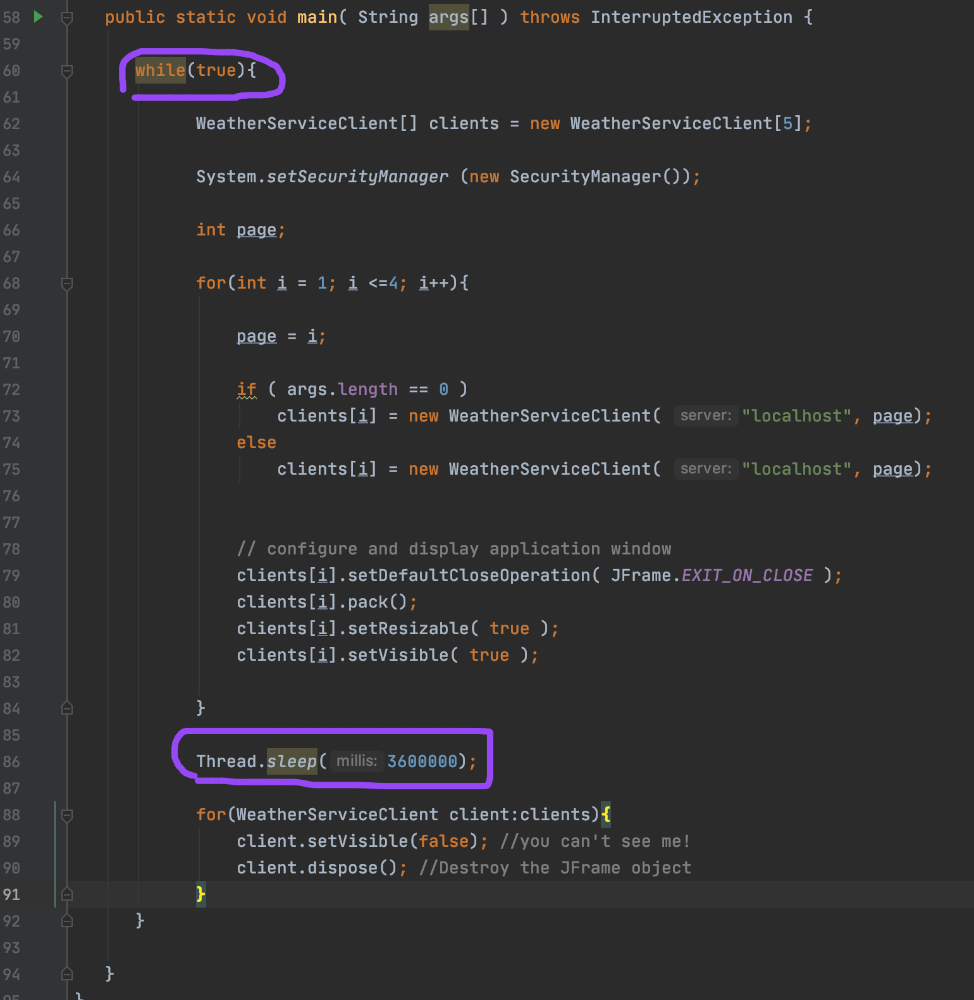 58 public static void main( String args[] ) throws InterruptedException {
59
60 while(true){
61
62 WeatherServiceClient[] clients = new WeatherServiceClient[5];
63
64 System.setSecurityManager (new SecurityManager());
65
66 int page;
67
68 for(int i = 1; i <=4; i++){
69
70 page = i;
71
72 if ( args.length == 0 )
73 clients[i] = new WeatherServiceClient( server: "localhost", page);
74 else
75 clients[i] = new WeatherServiceClient( server: "localhost", page);
76
77
78 // configure and display application window
79 clients[i].setDefaultCloseOperation( JFrame.EXIT_ON_CLOSE );
80 clients[i].pack();
81 clients[i].setResizable( true );
82 clients[i].setVisible( true );
83
84 }
85
86 Thread.sleep( millis: 3600000);
87
88 for(WeatherServiceClient client:clients){
89 client.setVisible(false); //you can't see me!
90 client.dispose(); //Destroy the JFrame object
91 }
92 }
93
94 }
95 }